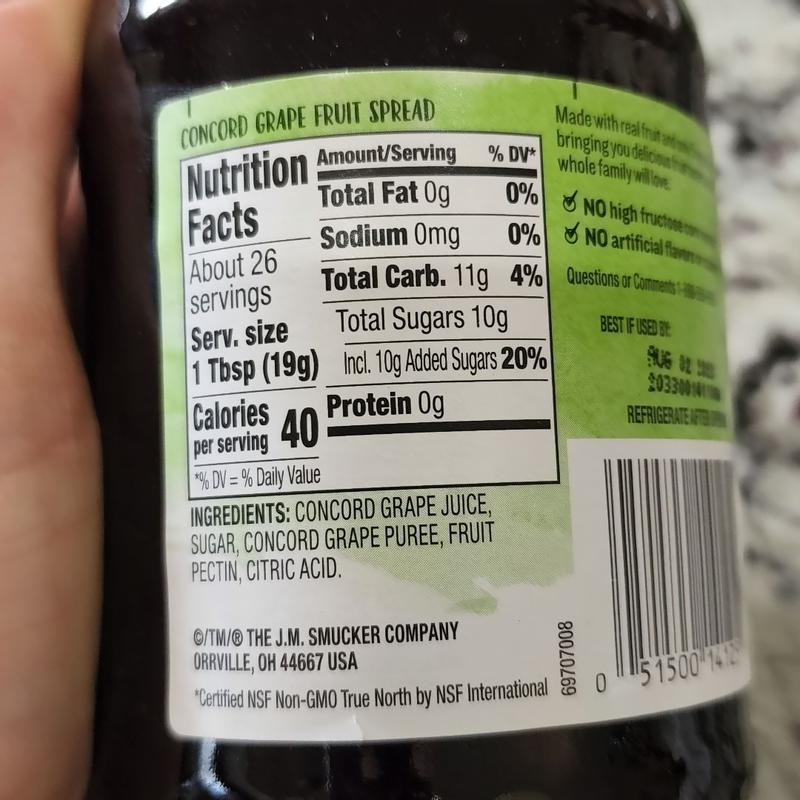 CONCORD GRAPE FRUIT SPREAD
Nutrition
Facts
About 26
servings
Serv. size
1 Tbsp (19g)
Calories
per serving 40
*% DV = % Daily Value
Amount/Serving % DV*
Total Fat 0g 0%
Sodium 0mg 0%
Total Carb. 11g 4%
Total Sugars 10g
Incl. 10g Added Sugars 20%
Protein 0g
INGREDIENTS: CONCORD GRAPE JUICE,
SUGAR, CONCORD GRAPE PUREE, FRUIT
PECTIN, CITRIC ACID.
©/TM/® THE J.M. SMUCKER COMPANY
ORRVILLE, OH 44667 USA
*Certified NSF Non-GMO True North by NSF International
69707008
Made with real fruit and
bringing you delicious
whole family will love.
NO high fructose
NO artificial flavors
Questions or Comments
BEST IF USED BY:
AUG 02
REFRIGERATE AFTER
0 51500